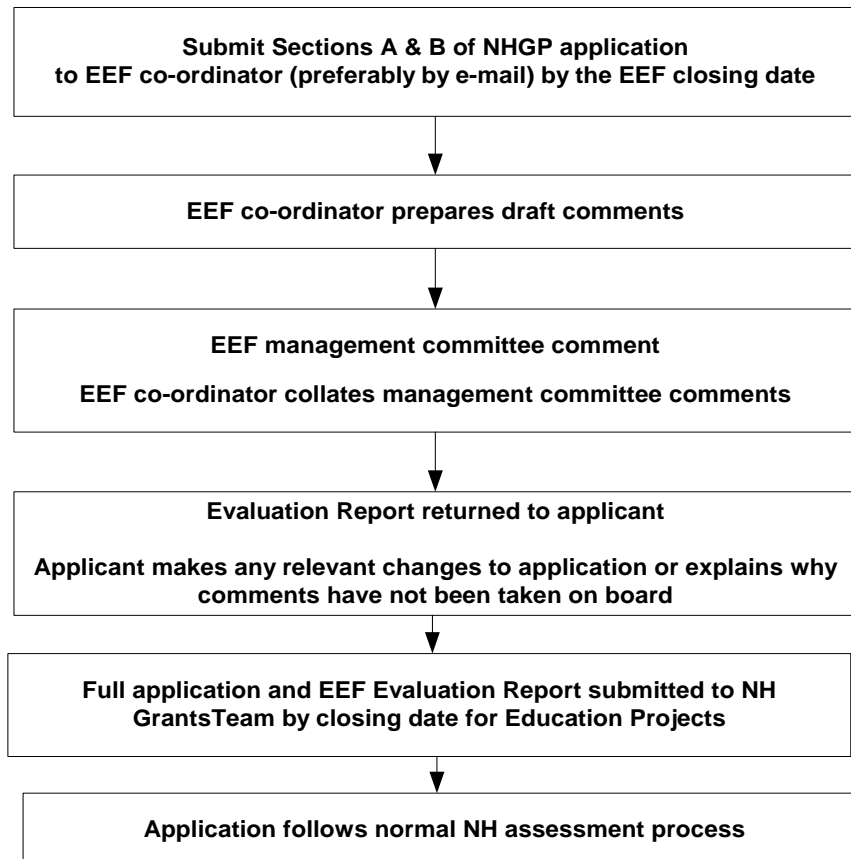 Submit Sections A & B of NHGP application
to EEF co-ordinator (preferably by e-mail) by the EEF closing date
EEF co-ordinator prepares draft comments
EEF management committee comment
EEF co-ordinator collates management committee comments
Evaluation Report returned to applicant
Applicant makes any relevant changes to application or explains why
comments have not been taken on board
Full application and EEF Evaluation Report submitted to NH
GrantsTeam by closing date for Education Projects
Application follows normal NH assessment process